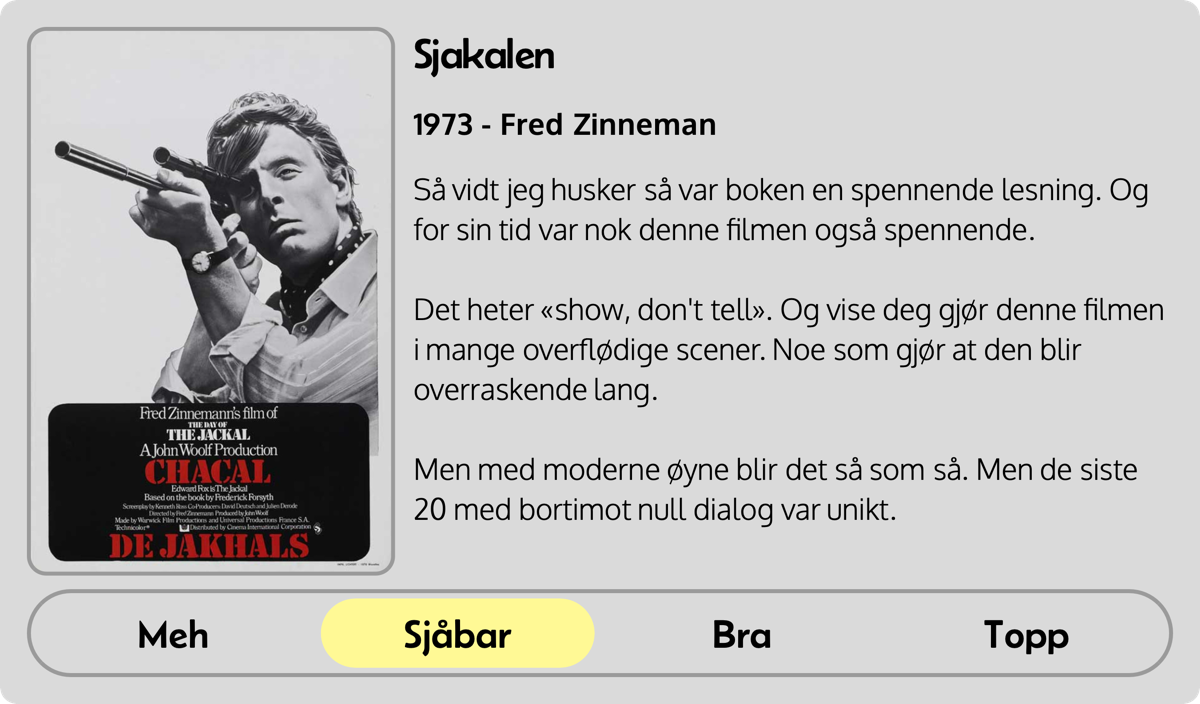 Sjakalen
1973 - Fred Zinneman
Så vidt jeg husker så var boken en spennende lesning. Og
for sin tid var nok denne filmen også spennende.
Det heter «show, don't tell». Og vise deg gjør denne filmen
i mange overflødige scener. Noe som gjør at den blir
overraskende lang.
Men med moderne øyne blir det så som så. Men de siste
20 med bortimot null dialog var unikt.
Fred Zinnemann's film of
THE DAY OF
THE JACKAL
A John Woolf Production
CHACAL
Edward Fox is The Jackal
Based on the book by Frederick Forsyth
Screenplay by Kenneth Ross Co-Producers David Deutsch and Julien Derode
Directed by Fred Zinnemann Produced by John Woolf
Made by Warwick Film Productions and Universal Productions France S.A.
Technicolor® Distributed by Cinema International Corporation
DE JAKHALS
Meh
Sjåbar
Bra
Topp